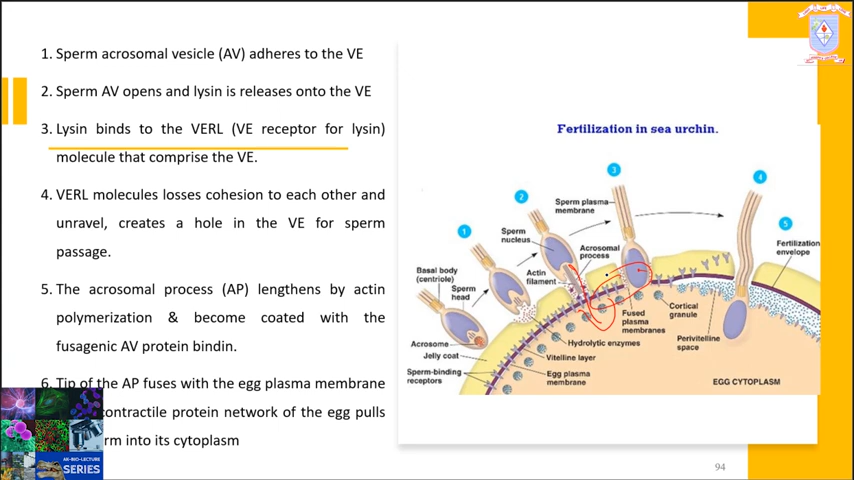 1. Sperm acrosomal vesicle (AV) adheres to the VE
2. Sperm AV opens and lysin is releases onto the VE
3. Lysin binds to the VERL (VE receptor for lysin)
molecule that comprise the VE.
4. VERL molecules losses cohesion to each other and
unravel, creates a hole in the VE for sperm
passage.
5. The acrosomal process (AP) lengthens by actin
polymerization & become coated with the
fusagenic AV protein bindin.
6. Tip of the AP fuses with the egg plasma membrane
contractile protein network of the egg pulls
into its cytoplasm
Fertilization in sea urchin.
1
2
3
4
5
Sperm plasma
membrane
Sperm
nucleus
Acrosomal
process
Fertilization
envelope
Basal body
(centriole)
Sperm
head
Actin
filament
Acrosome
Jelly coat
Sperm-binding
receptors
Fused
plasma
membranes
Cortical
granule
Hydrolytic enzymes
Vitelline layer
Egg plasma
membrane
Perivitelline
space
EGG CYTOPLASM
AK-BIO-LECTURE
SERIES
94